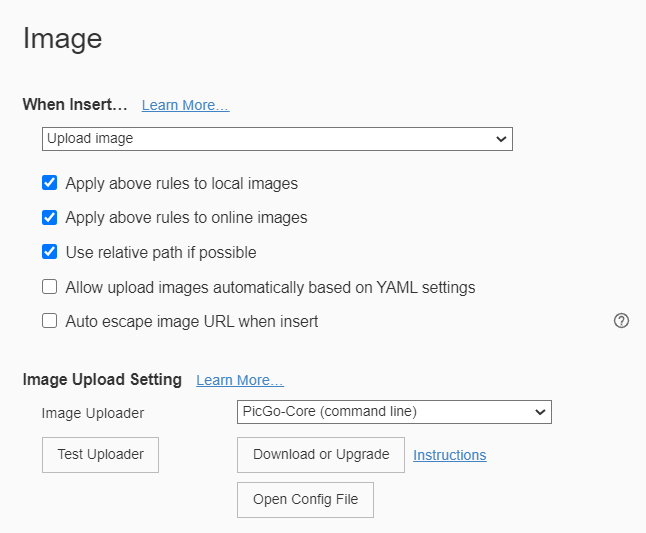 Image
When Insert... Learn More...
Upload image
Apply above rules to local images
Apply above rules to online images
Use relative path if possible
Allow upload images automatically based on YAML settings
Auto escape image URL when insert
Image Upload Setting Learn More...
Image Uploader PicGo-Core (command line)
Test Uploader Download or Upgrade Instructions
Open Config File